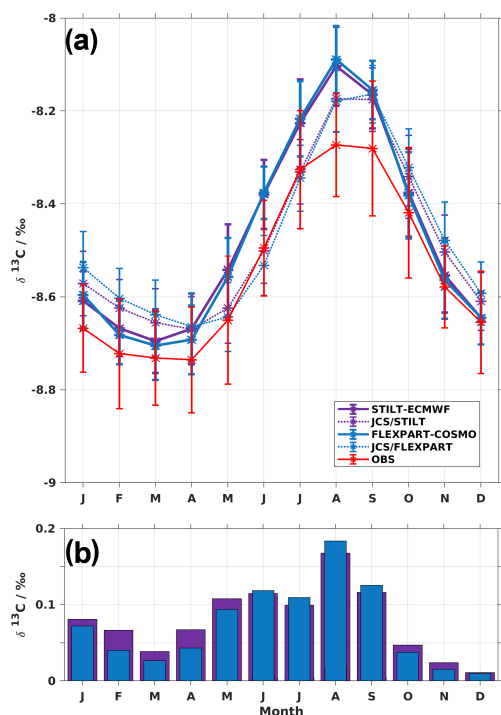 (a)
δ 13C / ‰
-8
-8.2
-8.4
-8.6
-8.8
-9
J F M A M J J A S O N D
STILT-ECMWF
JCS/STILT
FLEXPART-COSMO
JCS/FLEXPART
OBS
(b)
δ 13C / ‰
0.2
0.1
0
J F M A M J J A S O N D
Month